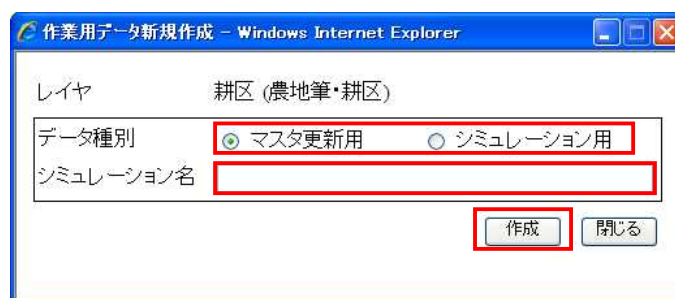 作業用データ新規作成 - Windows Internet Explorer
レイヤ 耕区 (農地筆・耕区)
データ種別 マスタ更新用 シミュレーション用
シミュレーション名
作成 閉じる